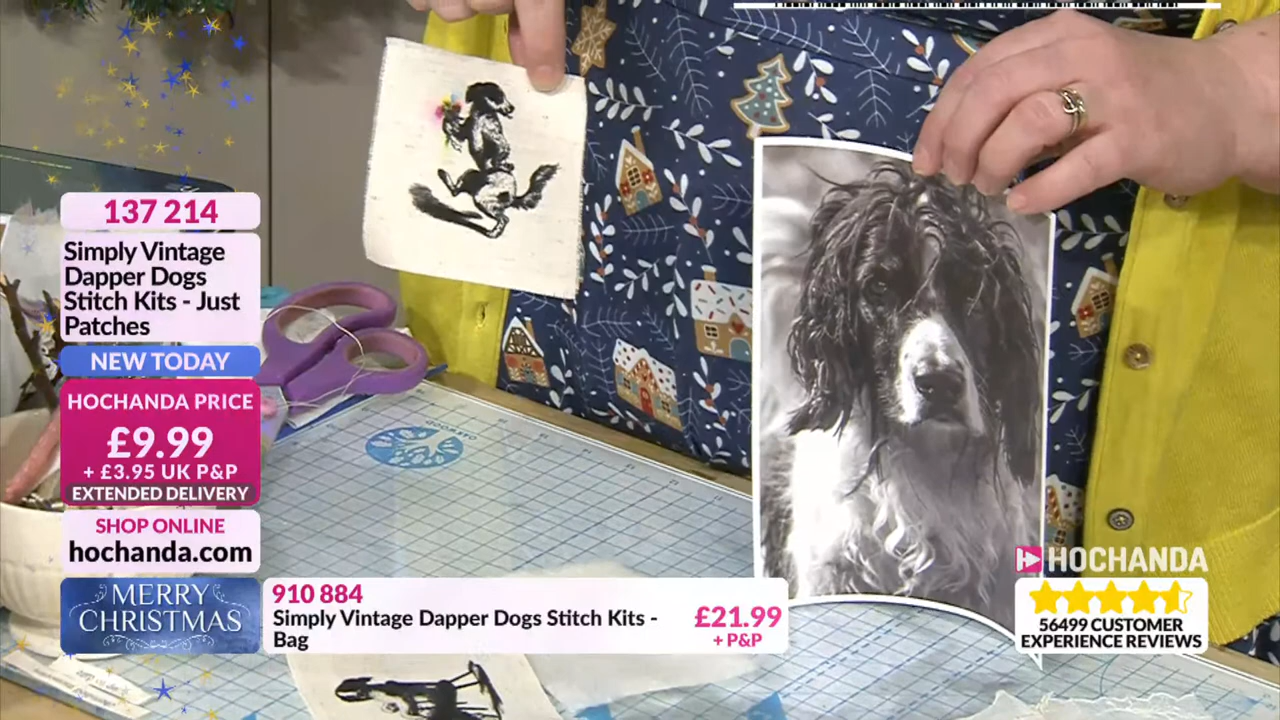 137 214
Simply Vintage
Dapper Dogs
Stitch Kits - Just
Patches
NEW TODAY
HOCHANDA PRICE
£9.99
+ £3.95 UK P&P
EXTENDED DELIVERY
SHOP ONLINE
hochanda.com
MERRY
CHRISTMAS
910 884
Simply Vintage Dapper Dogs Stitch Kits -
Bag
£21.99
+ P&P
HOCHANDA
56499 CUSTOMER
EXPERIENCE REVIEWS